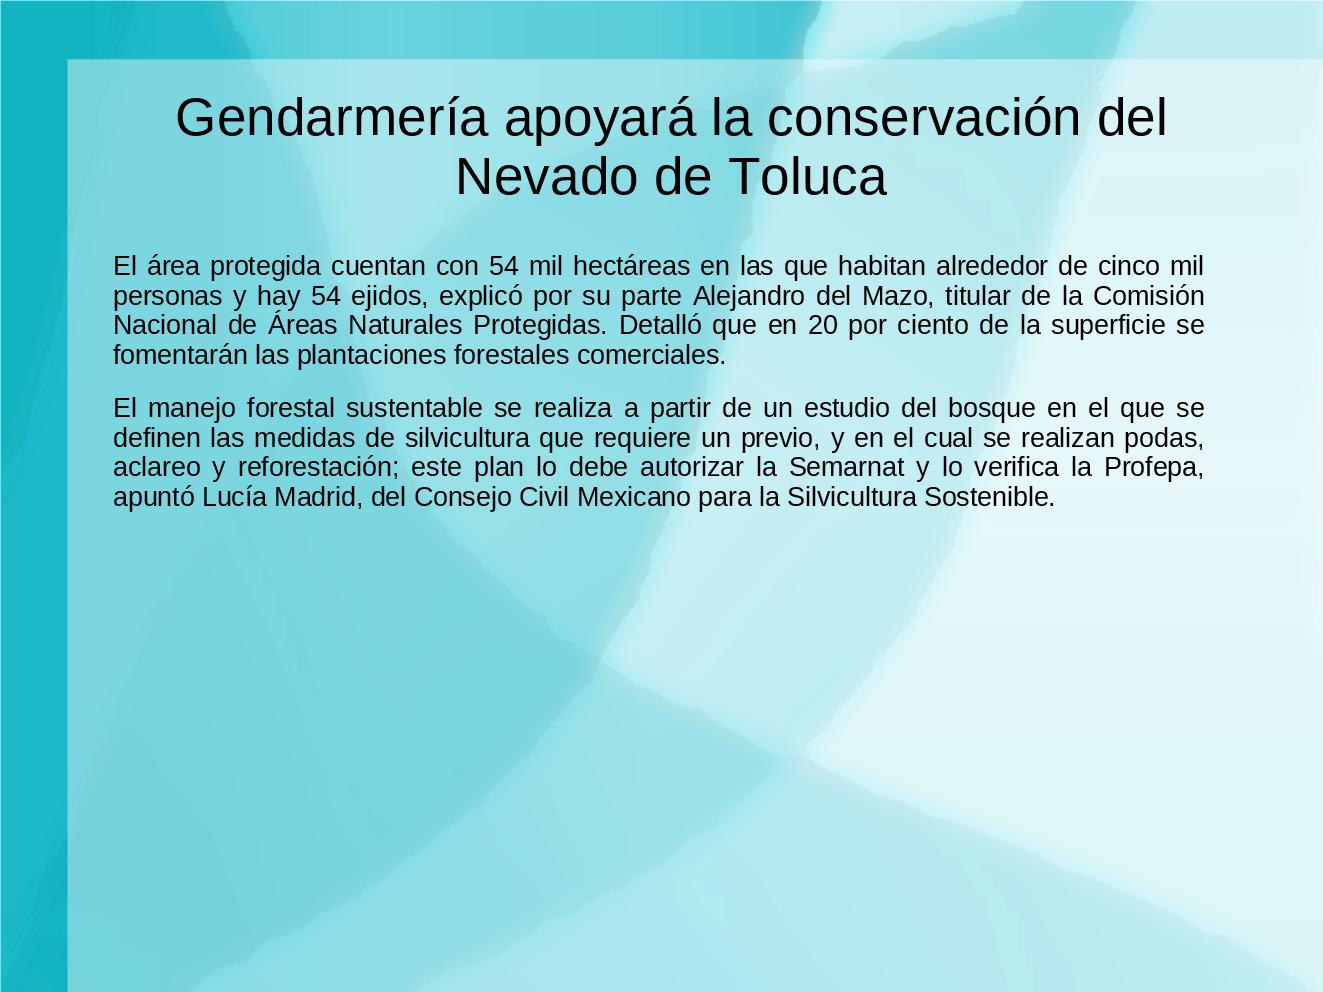 Gendarmería apoyará la conservación del
Nevado de Toluca
El área protegida cuentan con 54 mil hectáreas en las que habitan alrededor de cinco mil
personas y hay 54 ejidos, explicó por su parte Alejandro del Mazo, titular de la Comisión
Nacional de Áreas Naturales Protegidas. Detalló que en 20 por ciento de la superficie se
fomentarán las plantaciones forestales comerciales.
El manejo forestal sustentable se realiza a partir de un estudio del bosque en el que se
definen las medidas de silvicultura que requiere un previo, y en el cual se realizan podas,
aclareo y reforestación; este plan lo debe autorizar la Semarnat y lo verifica la Profepa,
apuntó Lucía Madrid, del Consejo Civil Mexicano para la Silvicultura Sostenible.